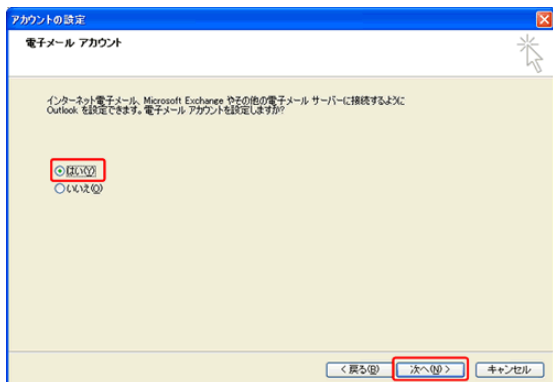 アカウントの設定
電子メール アカウント
インターネット電子メール、Microsoft Exchange やその他の電子メール サーバーに接続するように
Outlook を設定できます。電子メール アカウントを設定しますか?
はい(Y)
いいえ(O)
< 戻る(B)
次へ(N) >
キャンセル